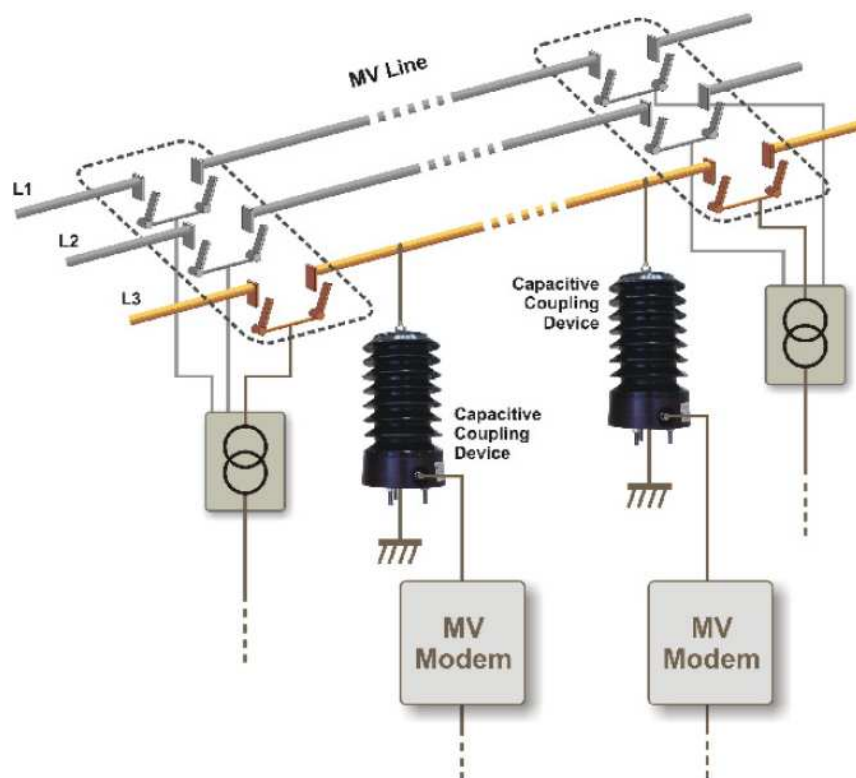 MV Line
L1
L2
L3
Capacitive
Coupling
Device
Capacitive
Coupling
Device
MV
Modem
MV
Modem